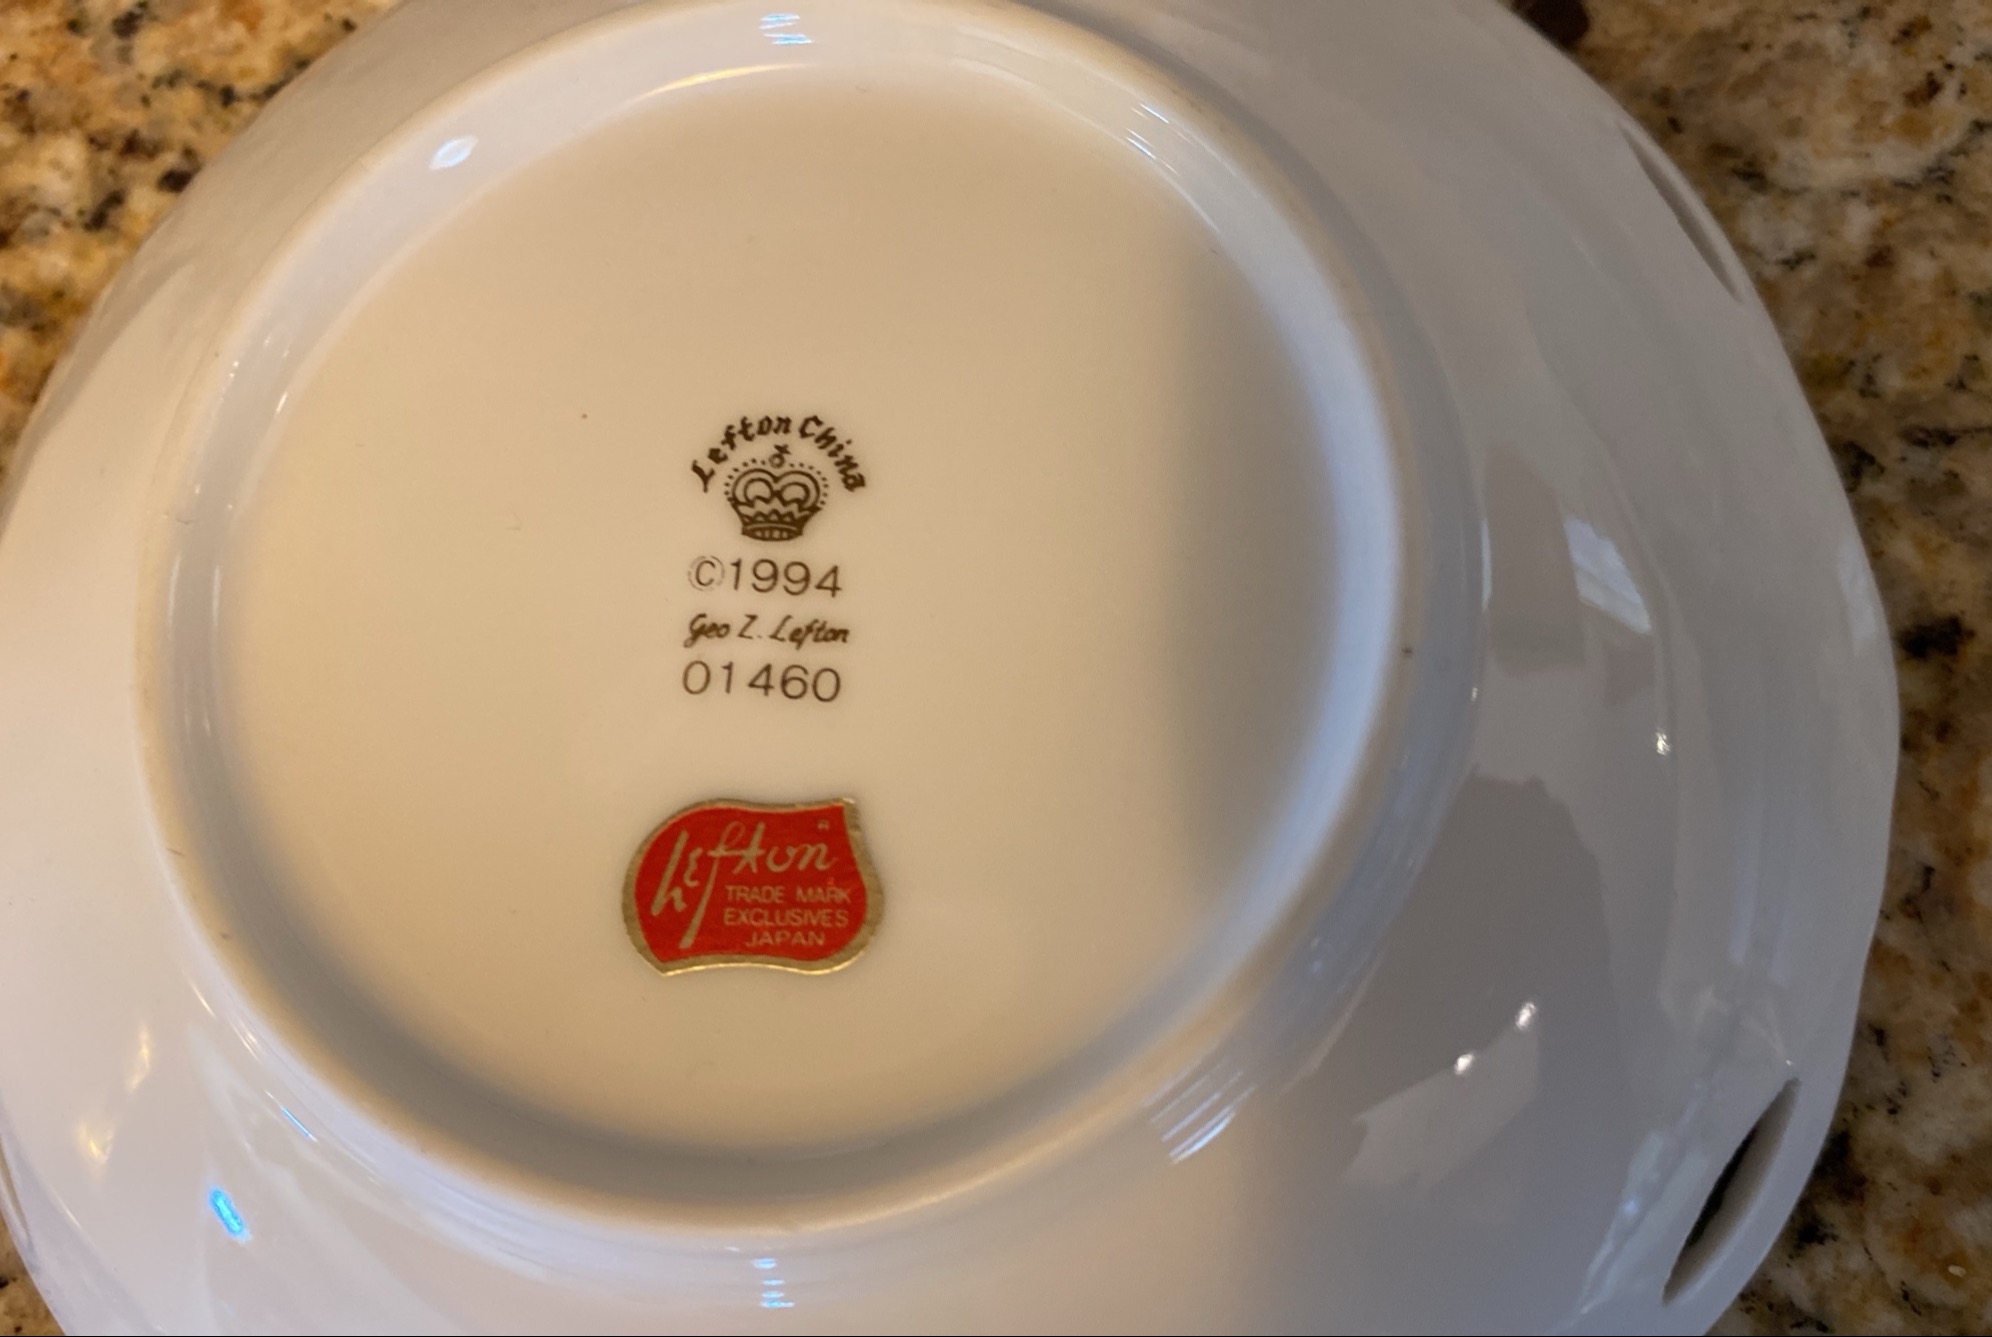 Lefton China
©1994
Geo Z. Lefton
01460
Lefton
TRADE MARK
EXCLUSIVES
JAPAN